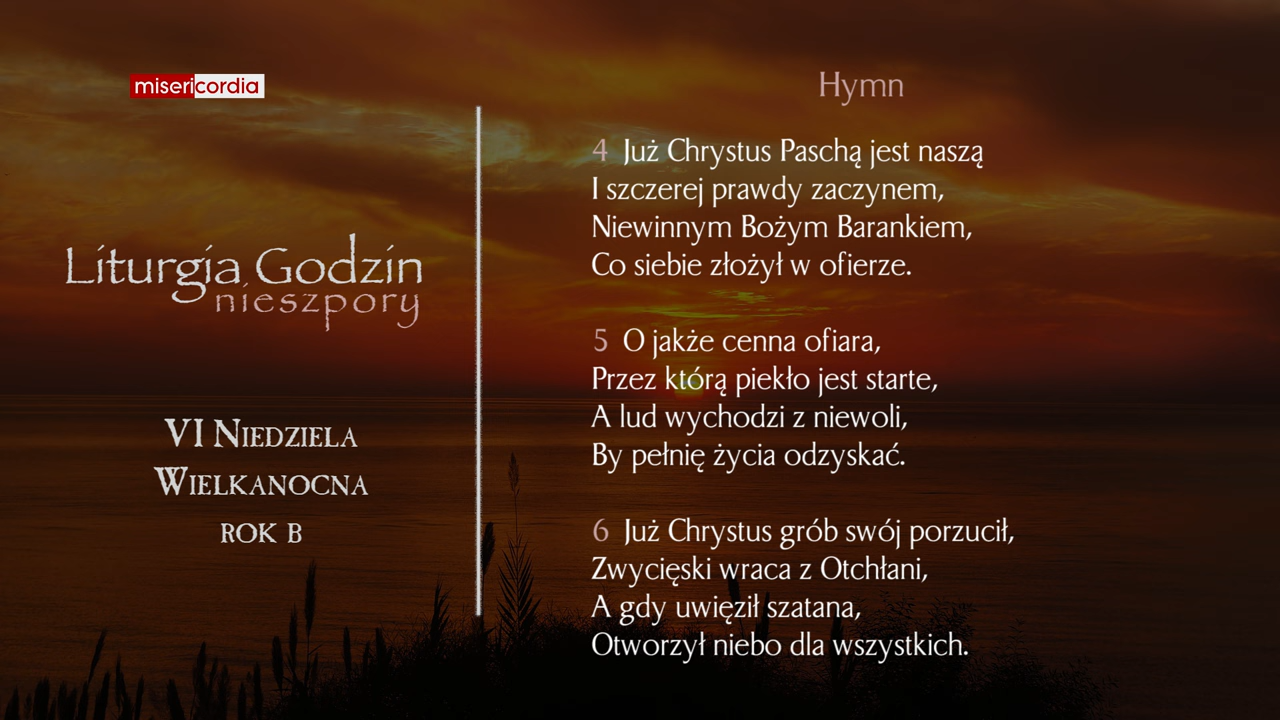 misericordia
Liturgia Godzin
nieszpory
VI Niedziela
Wielkanocna
rok B
Hymn
4 Już Chrystus Paschą jest naszą
I szczerej prawdy zaczynem,
Niewinnym Bożym Barankiem,
Co siebie złożył w ofierze.
5 O jakże cenna ofiara,
Przez którą piekło jest starte,
A lud wychodzi z niewoli,
By pełnię życia odzyskać.
6 Już Chrystus grób swój porzucił,
Zwycięski wraca z Otchłani,
A gdy uwięził szatana,
Otworzył niebo dla wszystkich.